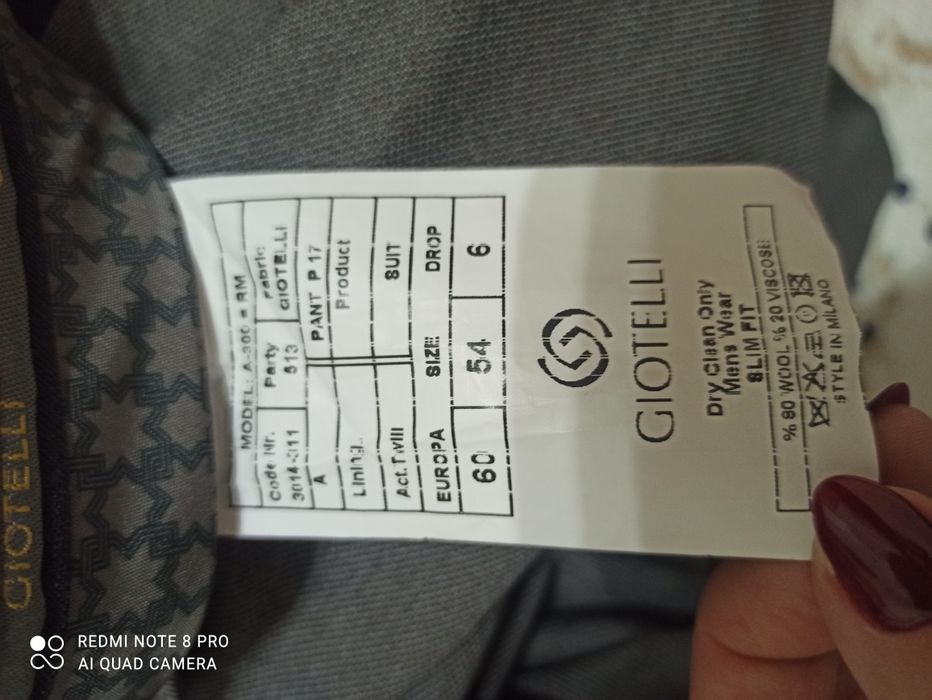 GIOTELLI
MODEL: A-300 = RM
Code Nr. Party Fabric
3014-311 513 GIOTELLI
A PANT P 17
Lining.. Product
Act.Twill SUIT
EUROPA SIZE DROP
60 54 6
GIOTELLI
Dry Clean Only
Mens Wear
SLIM FIT
% 80 WOOL % 20 VISCOSE
STYLE IN MILANO
REDMI NOTE 8 PRO
AI QUAD CAMERA